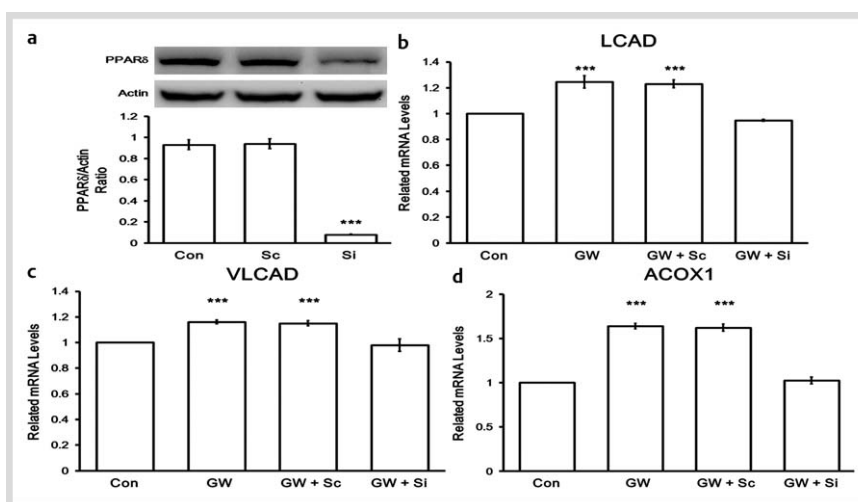 a
PPARδ
Actin
PPARδ/Actin
Ratio
1.2
1
0.8
0.6
0.4
0.2
0
***
Con Sc Si
b
LCAD
Related mRNA Levels
1.4
1.2
1
0.8
0.6
0.4
0.2
0
*** ***
Con GW GW + Sc GW + Si
c
VLCAD
Related mRNA Levels
1.4
1.2
1
0.8
0.6
0.4
0.2
0
*** ***
Con GW GW + Sc GW + Si
d
ACOX1
Related mRNA Levels
2
1.5
1
0.5
0
*** ***
Con GW GW + Sc GW + Si